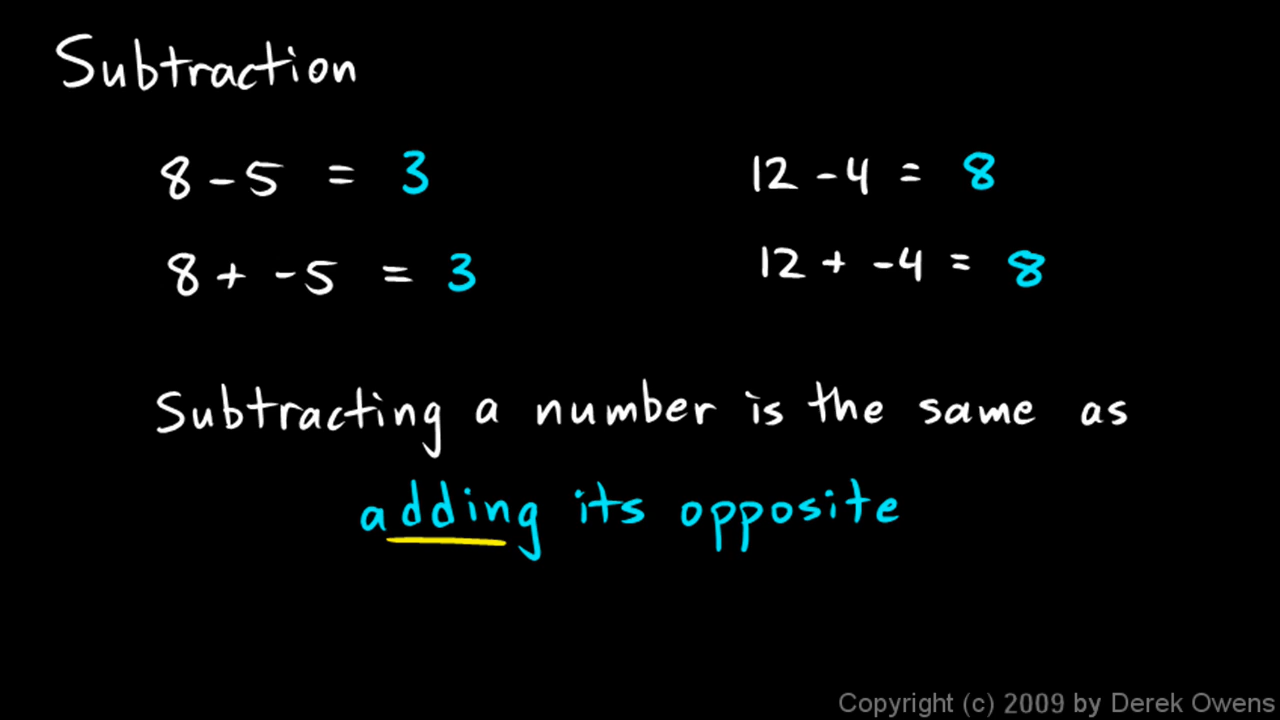 Subtraction
8 - 5 = 3
12 - 4 = 8
8 + -5 = 3
12 + -4 = 8
Subtracting a number is the same as
adding its opposite
Copyright (c) 2009 by Derek Owens